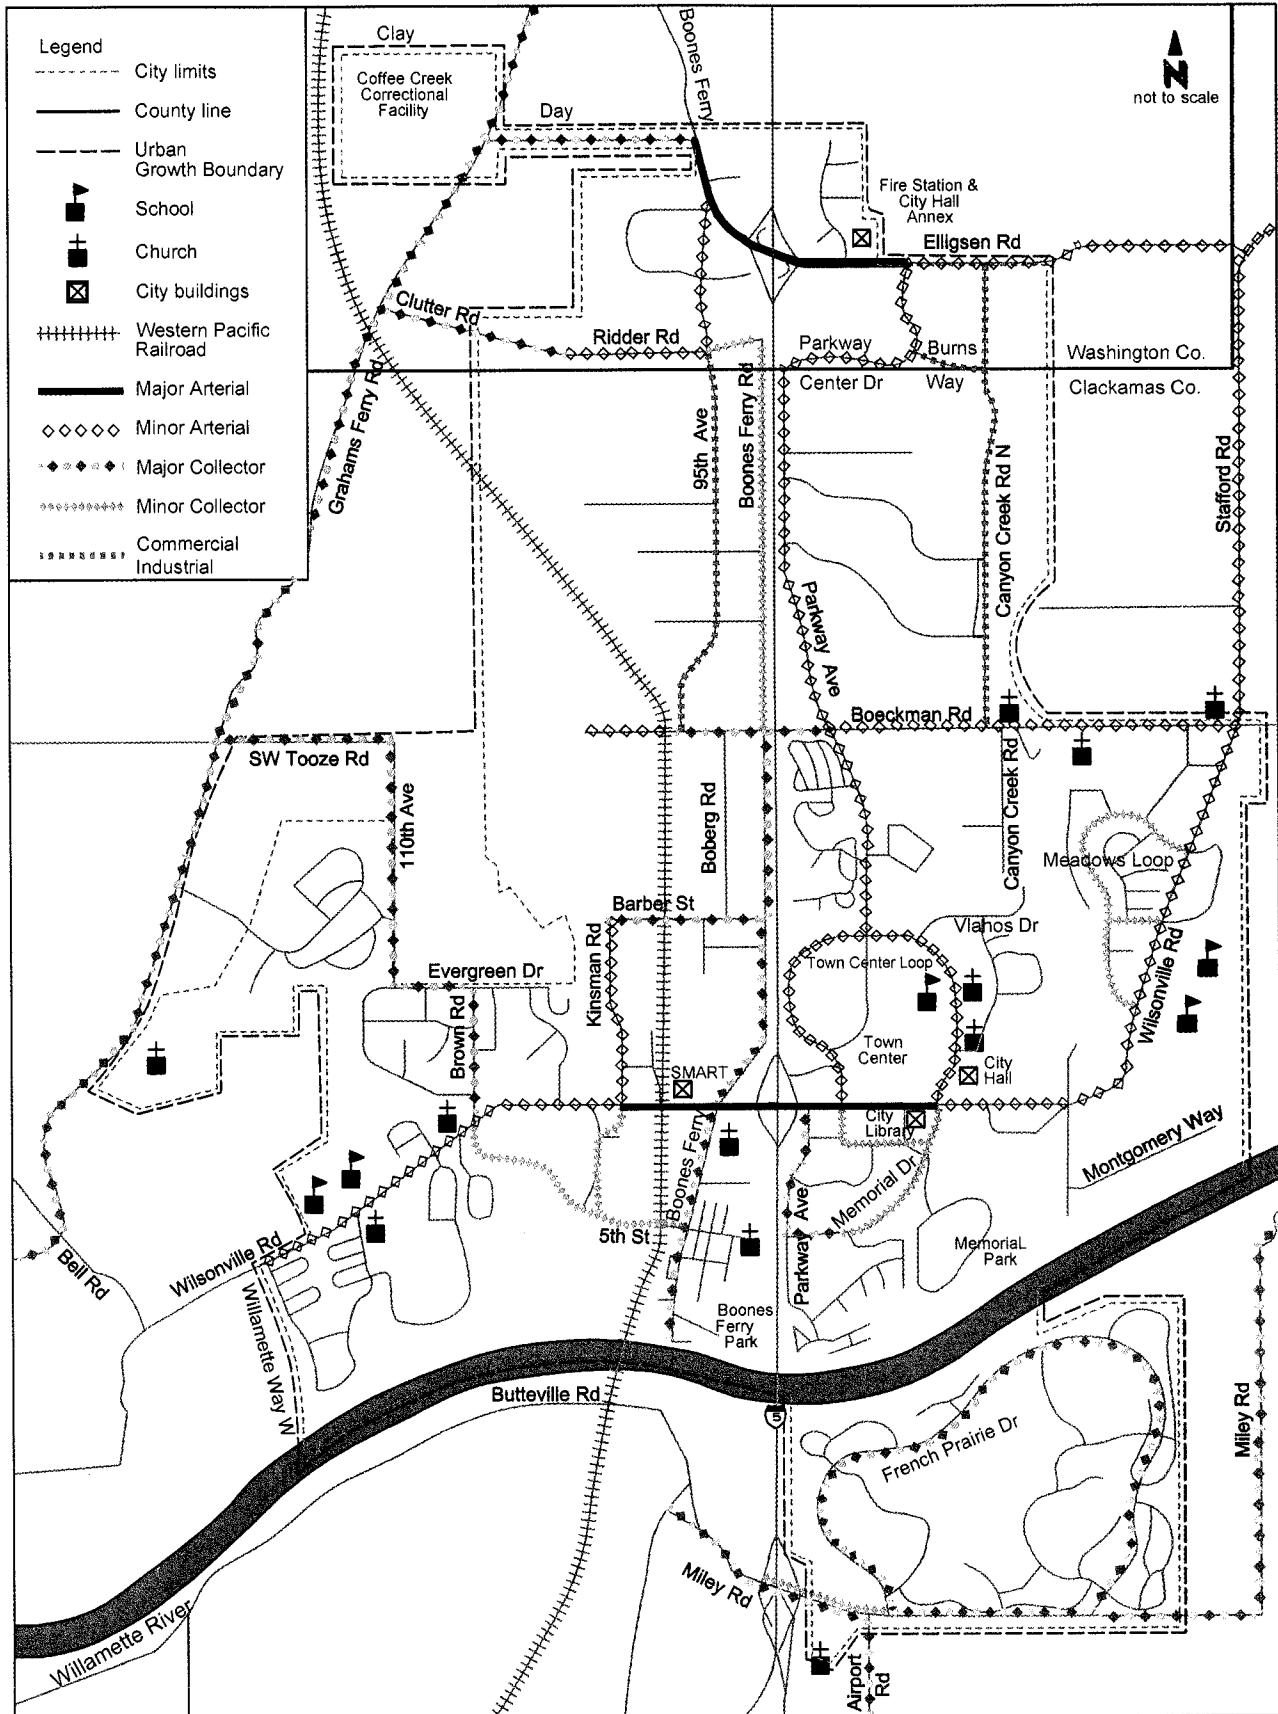 Legend
City limits
County line
Urban
Growth Boundary
School
Church
City buildings
Western Pacific
Railroad
Major Arterial
Minor Arterial
Major Collector
Minor Collector
Commercial
Industrial
Clay
Coffee Creek
Correctional
Facility
Day
Boones Ferry
N
not to scale
Fire Station &
City Hall
Annex
Elligsen Rd
Clutter Rd
Ridder Rd
Parkway
Center Dr
Burns
Way
Washington Co.
Clackamas Co.
Grahams Ferry Rd
95th Ave
Boones Ferry Rd
Canyon Creek Rd N
Stafford Rd
Parkway Ave
Boeckman Rd
SW Tooze Rd
110th Ave
Boberg Rd
Canyon Creek Rd
Meadows Loop
Barber St
Vlahos Dr
Kinsman Rd
Town Center Loop
Wilsonville Rd
Evergreen Dr
Brown Rd
Town
Center
SMART
City
Hall
City
Library
Boones Ferry
Montgomery Way
Memorial Dr
Parkway Ave
5th St
Memorial
Park
Bell Rd
Wilsonville Rd
Willamette Way W
Boones
Ferry
Park
Butteville Rd
5
French Prairie Dr
Miley Rd
Miley Rd
Willamette River
Airport
Rd